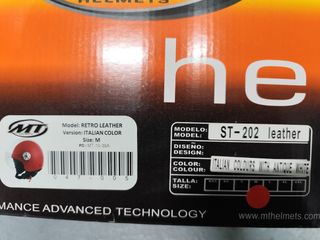 HELMETS
he
MT
Model: RETRO LEATHER
Version: ITALIAN COLOR
Size: M
MODELO:
MODEL:
ST-202 leather
DISEÑO:
DESIGN:
COLOR:
COLOUR:
ITALIAN COLOURS WITH ANTIQUE WHITE
TALLA:
SIZE:
MANCE ADVANCED TECHNOLOGY
www.mthelmets.com